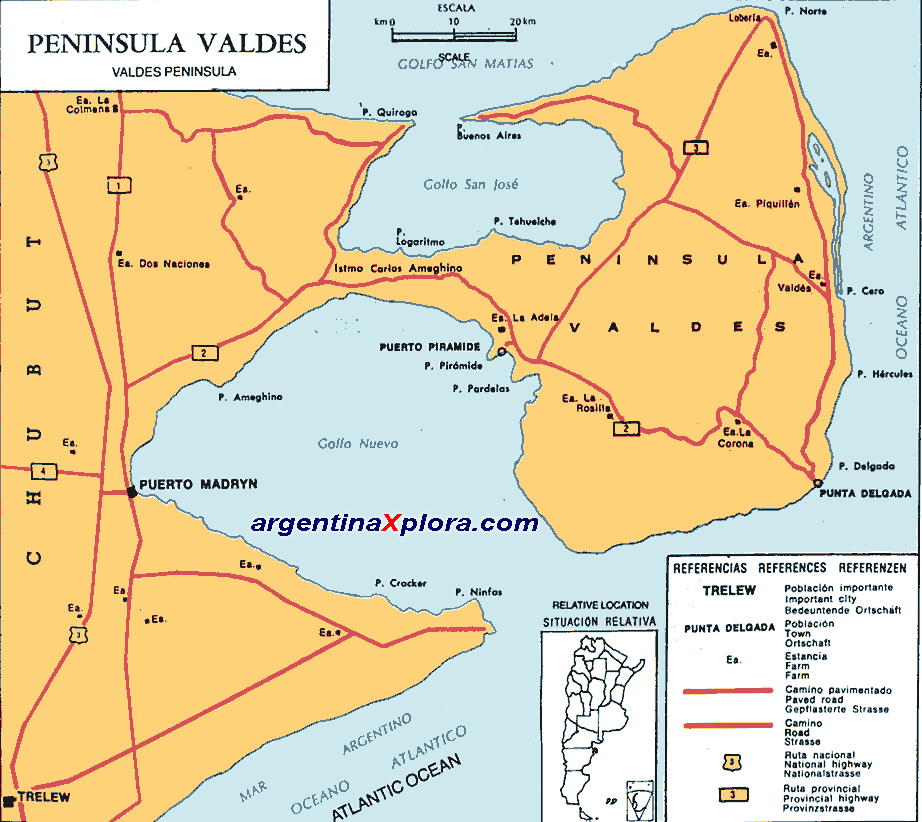 PENINSULA VALDES
VALDES PENINSULA
ESCALA
km 0 10 20 km
SCALE
GOLFO SAN MATIAS
P. Norte
Lobería
Ea.
Ea. La
Colmena
P. Quiroga
P.
Buenos Aires
3
3
1
Golfo San José
Ea.
Ea. Piquillén
ARGENTINO
ATLANTICO
OCEANO
P. Tehuelche
P.
Logaritmo
Ea. Dos Naciones
Istmo Carlos Ameghino
PENINSULA
VALDES
Ea.
Valdés
P. Cero
Ea. La Adela
2
PUERTO PIRAMIDE
P. Pirámide
P. Pardelas
P. Hércules
P. Ameghino
Ea. La
Rosilla
2
Ea. La
Corona
CHUBUT
Golfo Nuevo
Ea.
4
P. Delgada
PUNTA DELGADA
PUERTO MADRYN
argentinaXplora.com
Ea.
P. Cracker
P. Ninfas
Ea.
Ea.
Ea.
3
Ea.
TRELEW
MAR ARGENTINO
OCEANO ATLANTICO
ATLANTIC OCEAN
RELATIVE LOCATION
SITUACIÓN RELATIVA
REFERENCIAS REFERENCES REFERENZEN
TRELEW
Población importante
Important city
Bedeuntende Ortschaft
PUNTA DELGADA
Población
Town
Ortschaft
Ea.
Estancia
Farm
Farm
Camino pavimentado
Paved road
Gepflasterte Strasse
Camino
Road
Strasse
3
Ruta nacional
National highway
Nationalstrasse
3
Ruta provincial
Provincial highway
Provinzstrasse